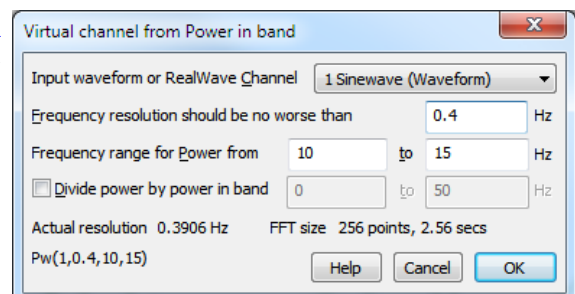 Virtual channel from Power in band
Input waveform or RealWave Channel 1 Sinewave (Waveform)
Frequency resolution should be no worse than 0.4 Hz
Frequency range for Power from 10 to 15 Hz
Divide power by power in band 0 to 50 Hz
Actual resolution 0.3906 Hz FFT size 256 points, 2.56 secs
Pw(1,0.4,10,15) Help Cancel OK